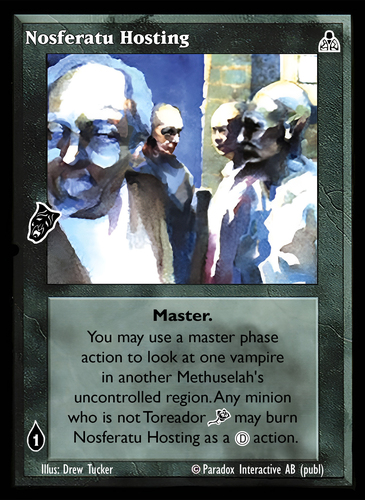 Nosferatu Hosting
Master.
You may use a master phase
action to look at one vampire
in another Methuselah's
uncontrolled region. Any minion
who is not Toreador may burn
Nosferatu Hosting as a D action.
1
Illus: Drew Tucker © Paradox Interactive AB (publ)